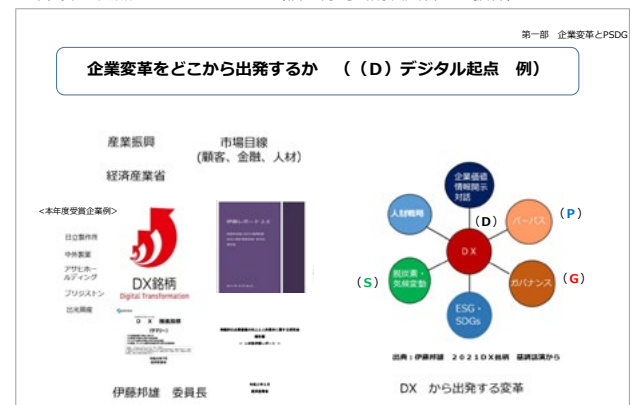 第一部 企業変革とPSDG
企業変革をどこから出発するか ((D)デジタル起点 例)
産業振興
市場目線
(顧客、金融、人材)
経済産業省
<本年度受賞企業例>
日立製作所
中外製薬
アサヒホー
ルディング
ブリヂストン
出光興産
DX銘柄
Digital Transformation
伊藤レポート 2.0
D X 推進指標
(サマリー)
伊藤邦雄 委員長
企業価値
情報開示
対話
人財戦略
(D)
パーパス
(P)
DX
(S)
脱炭素・
気候変動
ガバナンス
(G)
ESG・
SDGs
出典:伊藤邦雄 2021DX銘柄 基調講演から
DX から出発する変革